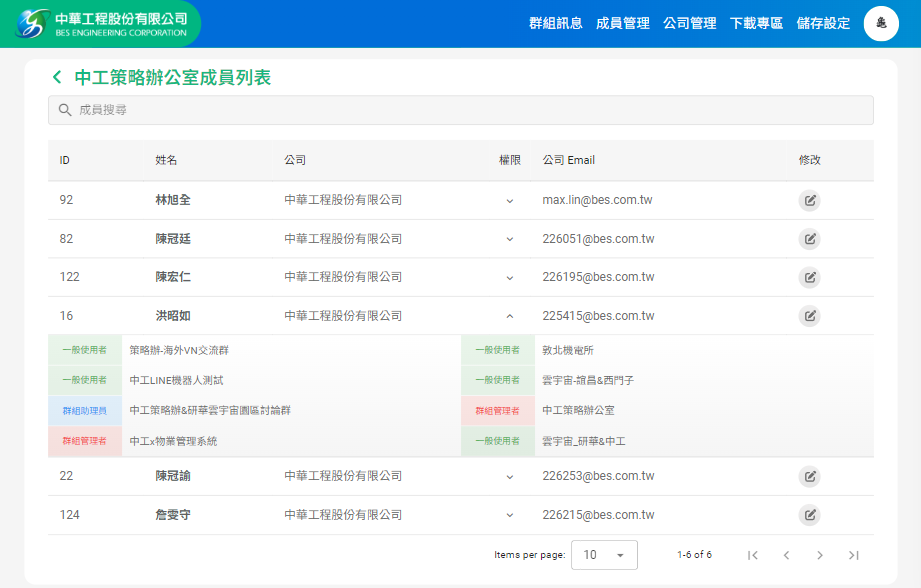 中華工程股份有限公司
BES ENGINEERING CORPORATION
群組訊息 成員管理 公司管理 下載專區 儲存設定
中工策略辦公室成員列表
成員搜尋
ID 姓名 公司 權限 公司 Email 修改
92 林旭全 中華工程股份有限公司 max.lin@bes.com.tw
82 陳冠廷 中華工程股份有限公司 226051@bes.com.tw
122 陳宏仁 中華工程股份有限公司 226195@bes.com.tw
16 洪昭如 中華工程股份有限公司 225415@bes.com.tw
一般使用者 策略辦-海外VN交流群 一般使用者 敦北機電所
一般使用者 中工LINE機器人測試 一般使用者 雲宇宙-誼昌&西門子
群組助理員 中工策略辦&研華雲宇宙園區討論群 群組管理者 中工策略辦公室
群組管理者 中工x物業管理系統 一般使用者 雲宇宙_研華&中工
22 陳冠諭 中華工程股份有限公司 226253@bes.com.tw
124 詹雯守 中華工程股份有限公司 226215@bes.com.tw
Items per page: 10 1-6 of 6